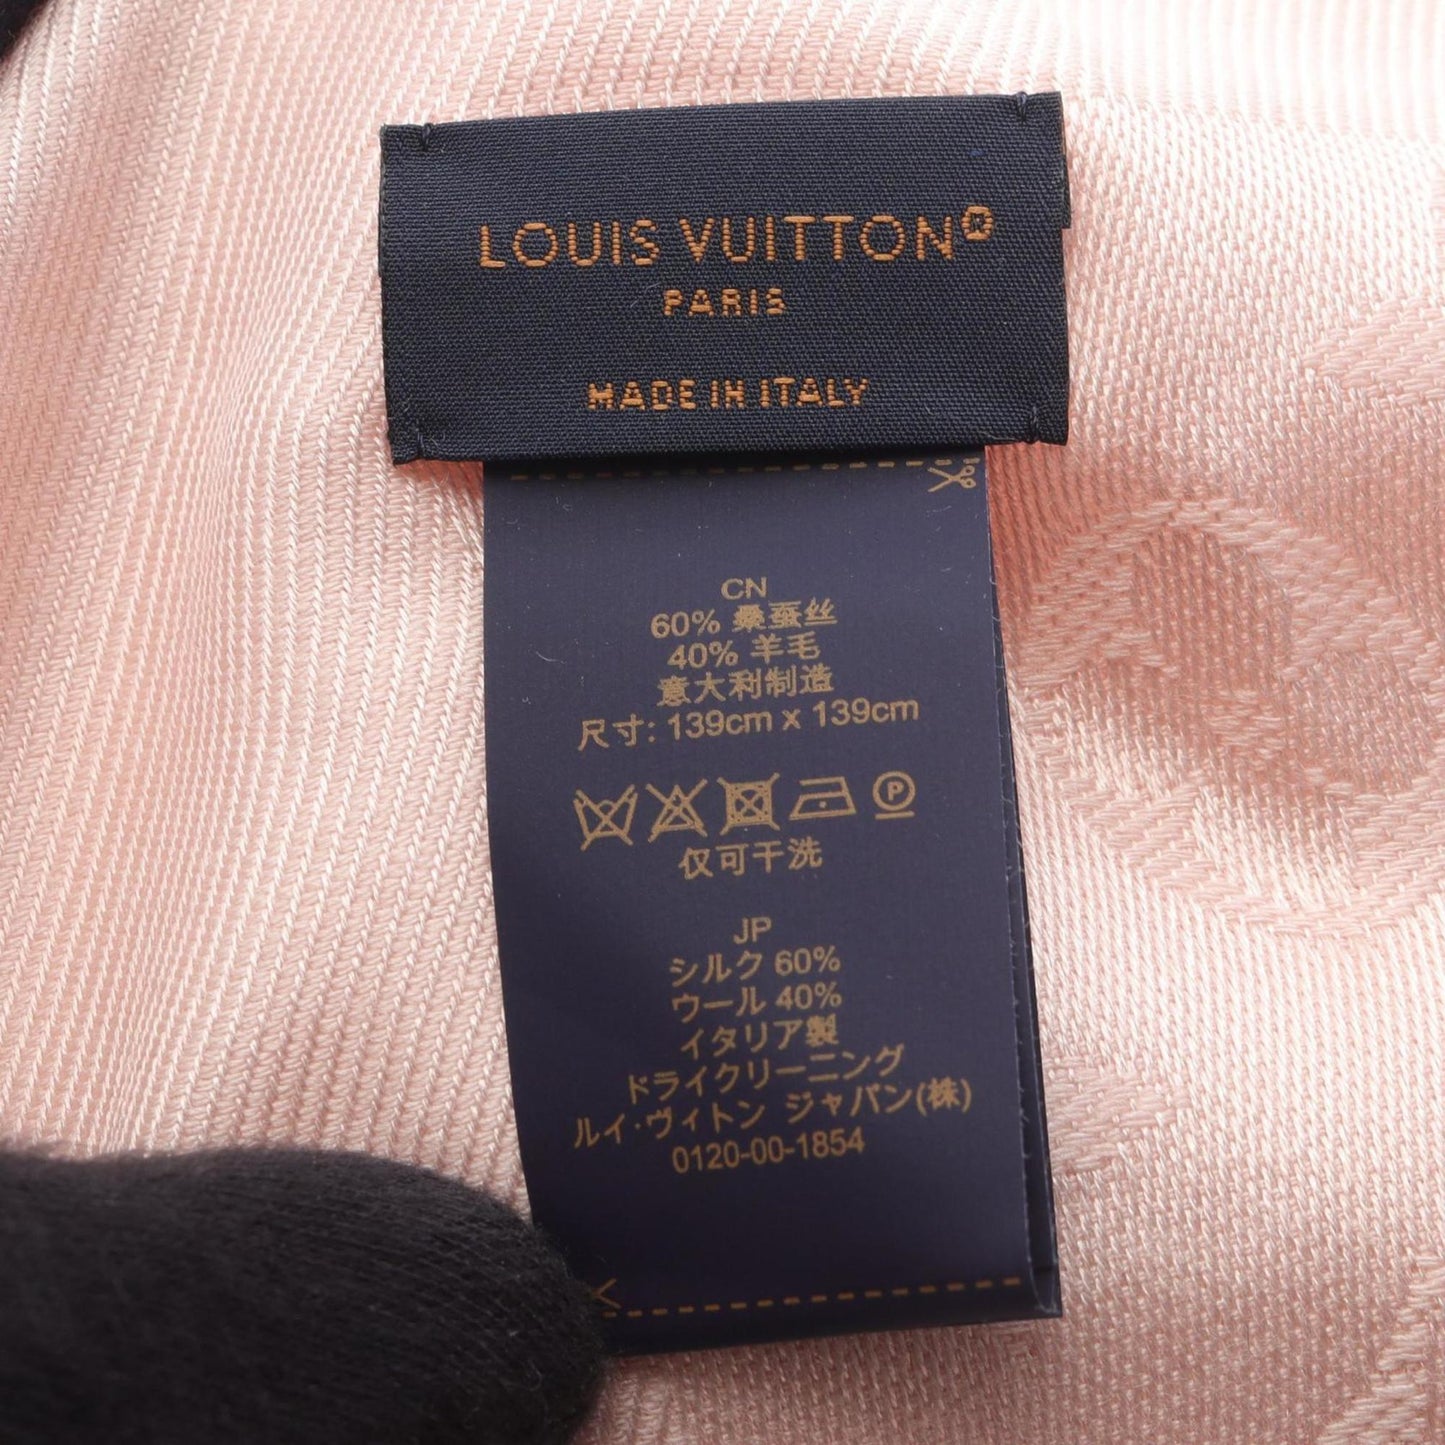 LOUIS VUITTON®
PARIS
MADE IN ITALY
CN
60% 桑蚕丝
40% 羊毛
意大利制造
尺寸: 139cm x 139cm
P
仅可干洗
JP
シルク 60%
ウール 40%
イタリア製
ドライクリーニング
ルイ·ヴィトン ジャパン(株)
0120-00-1854